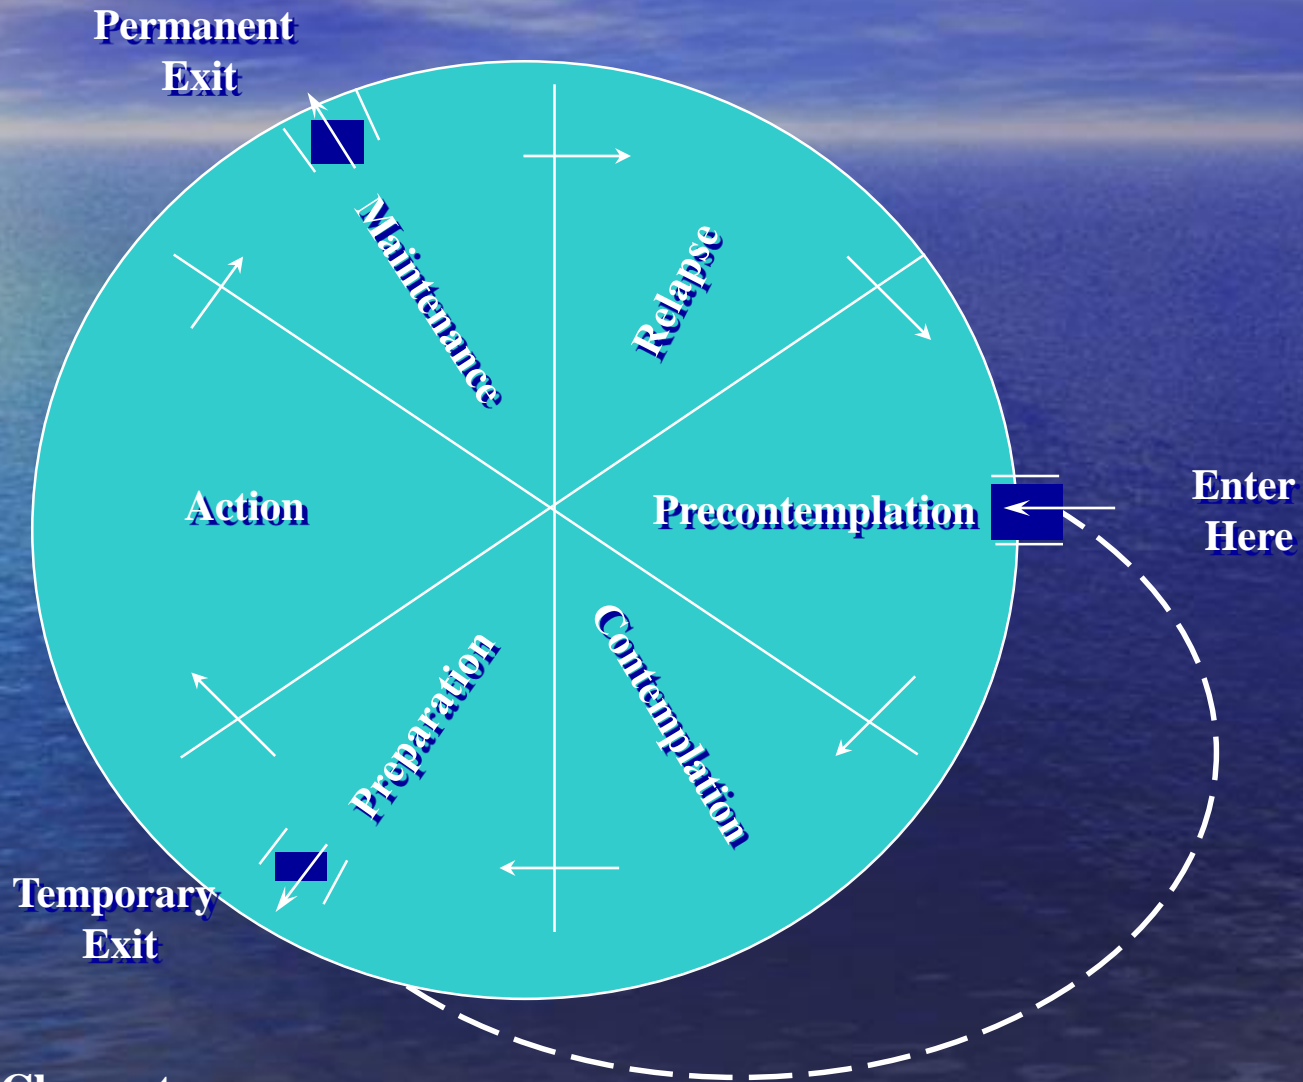 Permanent
Exit
Maintenance
Relapse
Action
Precontemplation
Enter
Here
Contemplation
Preparation
Temporary
Exit